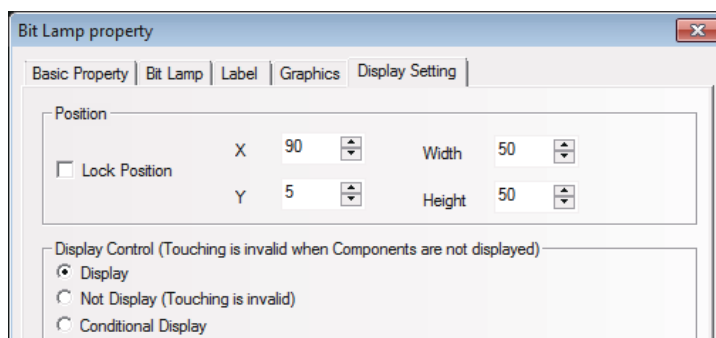 Bit Lamp property
Basic Property Bit Lamp Label Graphics Display Setting
Position
X 90 Width 50
Lock Position
Y 5 Height 50
Display Control (Touching is invalid when Components are not displayed)
Display
Not Display (Touching is invalid)
Conditional Display